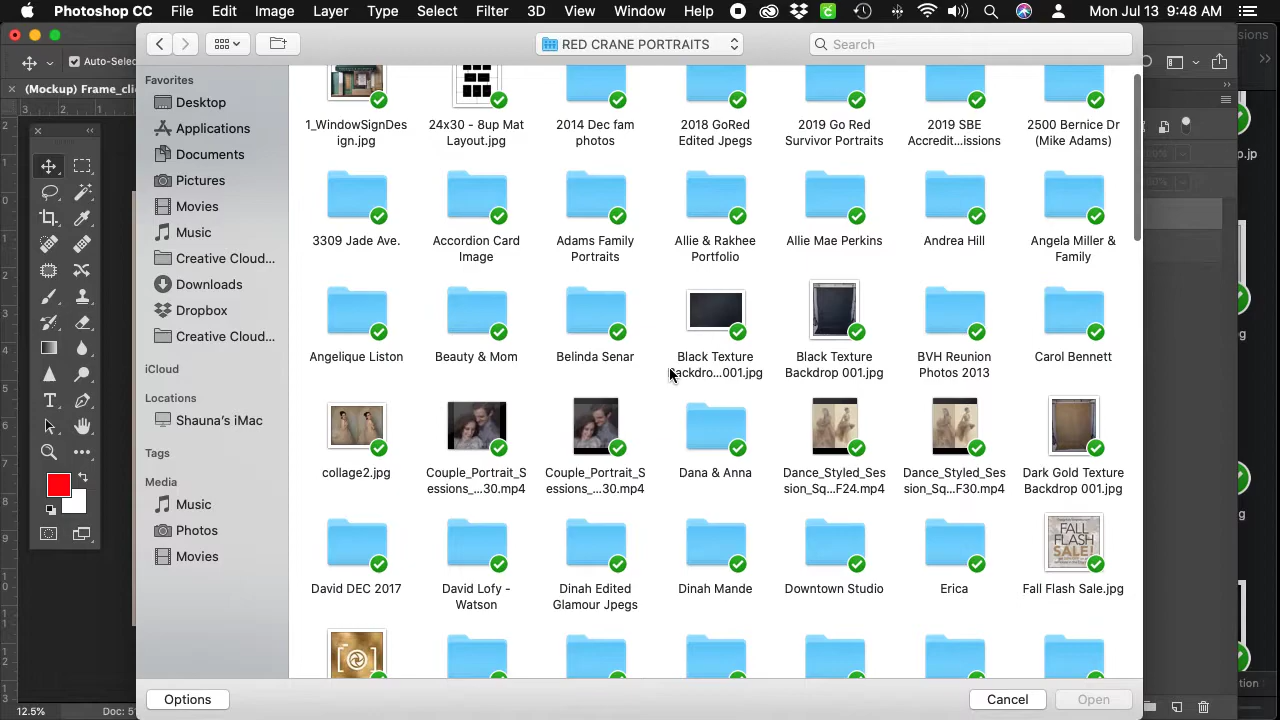 Photoshop CC File Edit Image Layer Type Select Filter 3D View Window Help Mon Jul 13 9:48 AM
RED CRANE PORTRAITS
Search
Auto-Selec
(Mockup) Frame_cli
Favorites
Desktop
Applications
Documents
Pictures
Movies
Music
Creative Cloud...
Downloads
Dropbox
Creative Cloud...
iCloud
Locations
Shauna's iMac
Tags
Media
Music
Photos
Movies
1_WindowSignDes
ign.jpg
24x30 - 8up Mat
Layout.jpg
2014 Dec fam
photos
2018 GoRed
Edited Jpegs
2019 Go Red
Survivor Portraits
2019 SBE
Accredit...issions
2500 Bernice Dr
(Mike Adams)
3309 Jade Ave.
Accordion Card
Image
Adams Family
Portraits
Allie & Rakhee
Portfolio
Allie Mae Perkins
Andrea Hill
Angela Miller &
Family
Angelique Liston
Beauty & Mom
Belinda Senar
Black Texture
Backdro...001.jpg
Black Texture
Backdrop 001.jpg
BVH Reunion
Photos 2013
Carol Bennett
collage2.jpg
Couple_Portrait_S
essions_...30.mp4
Couple_Portrait_S
essions_...30.mp4
Dana & Anna
Dance_Styled_Ses
sion_Sq...F24.mp4
Dance_Styled_Ses
sion_Sq...F30.mp4
Dark Gold Texture
Backdrop 001.jpg
David DEC 2017
David Lofy -
Watson
Dinah Edited
Glamour Jpegs
Dinah Mande
Downtown Studio
Erica
FALL
FLASH
SALE!
Fall Flash Sale.jpg
Options
Cancel
Open
12.5%
Doc: 5